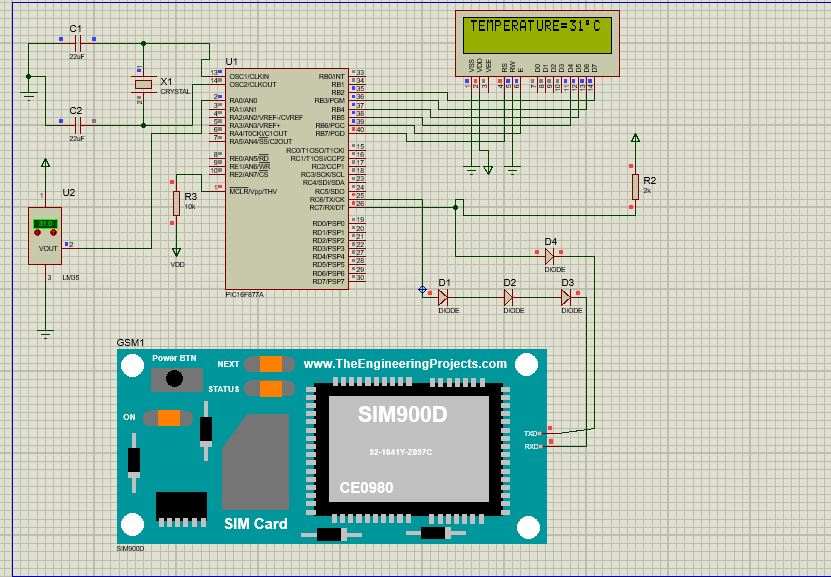 C1
22uF
X1
CRYSTAL
C2
22uF
U1
13 OSC1/CLKIN
14 OSC2/CLKOUT
2 RA0/AN0
3 RA1/AN1
4 RA2/AN2/VREF-/CVREF
5 RA3/AN3/VREF+
6 RA4/T0CKI/C1OUT
7 RA5/AN4/SS/C2OUT
8 RE0/AN5/RD
9 RE1/AN6/WR
10 RE2/AN7/CS
1 MCLR/Vpp/THV
RB0/INT 33
RB1 34
RB2 35
RB3/PGM 36
RB4 37
RB5 38
RB6/PGC 39
RB7/PGD 40
RC0/T1OSO/T1CKI 15
RC1/T1OSI/CCP2 16
RC2/CCP1 17
RC3/SCK/SCL 18
RC4/SDI/SDA 23
RC5/SDO 24
RC6/TX/CK 25
RC7/RX/DT 26
RD0/PSP0 19
RD1/PSP1 20
RD2/PSP2 21
RD3/PSP3 22
RD4/PSP4 27
RD5/PSP5 28
RD6/PSP6 29
RD7/PSP7 30
PIC16F877A
TEMPERATURE=31°C
VSS VDD VEE RS RW E D0 D1 D2 D3 D4 D5 D6 D7
1 2 3 4 5 6 7 8 9 10 11 12 13 14
R2
2k
U2
1
31.0
VOUT 2
3
LM35
R3
10k
VDD
D4
DIODE
D1
DIODE
D2
DIODE
D3
DIODE
GSM1
Power BTN
NEXT
STATUS
ON
www.TheEngineeringProjects.com
SIM900D
CE0980
SIM Card
TXD
RXD
SIM900D